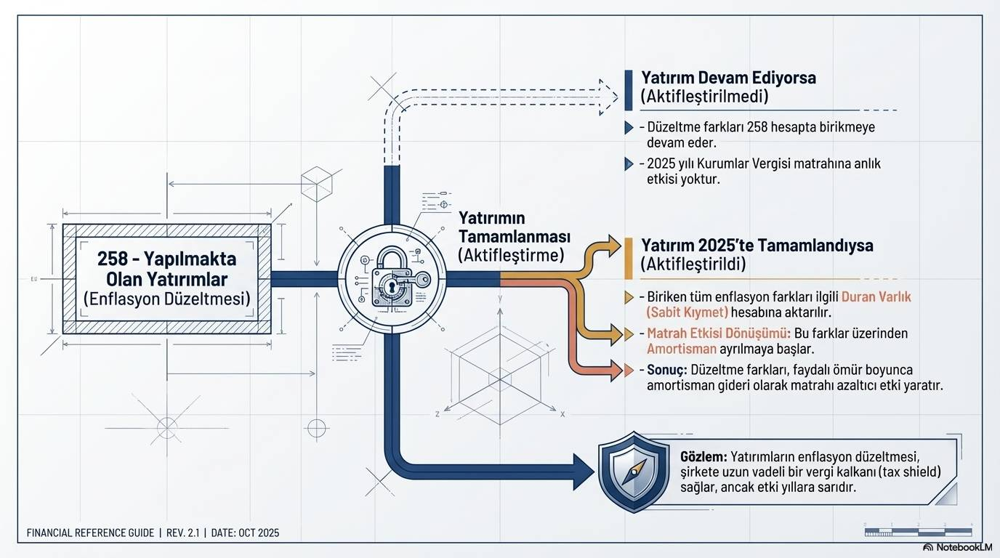 258 - Yapılmakta
Olan Yatırımlar
(Enflasyon Düzeltmesi)
Yatırımın
Tamamlanması
(Aktifleştirme)
Yatırım Devam Ediyorsa
(Aktifleştirilmedi)
- Düzeltme farkları 258 hesapta birikmeye
devam eder.
- 2025 yılı Kurumlar Vergisi matrahına anlık
etkisi yoktur.
Yatırım 2025'te Tamamlandıysa
(Aktifleştirildi)
- Biriken tüm enflasyon farkları ilgili Duran Varlık
(Sabit Kıymet) hesabına aktarılır.
- Matrah Etkisi Dönüşümü: Bu farklar üzerinden
Amortisman ayrılmaya başlar.
- Sonuç: Düzeltme farkları, faydalı ömür boyunca
amortisman gideri olarak matrahı azaltıcı etki yaratır.
Y
Z
X
Gözlem: Yatırımların enflasyon düzeltmesi,
şirkete uzun vadeli bir vergi kalkanı (tax shield)
sağlar, ancak etki yıllara sarıdır.
FINANCIAL REFERENCE GUIDE | REV. 2.1 | DATE: OCT 2025
NotebookLM